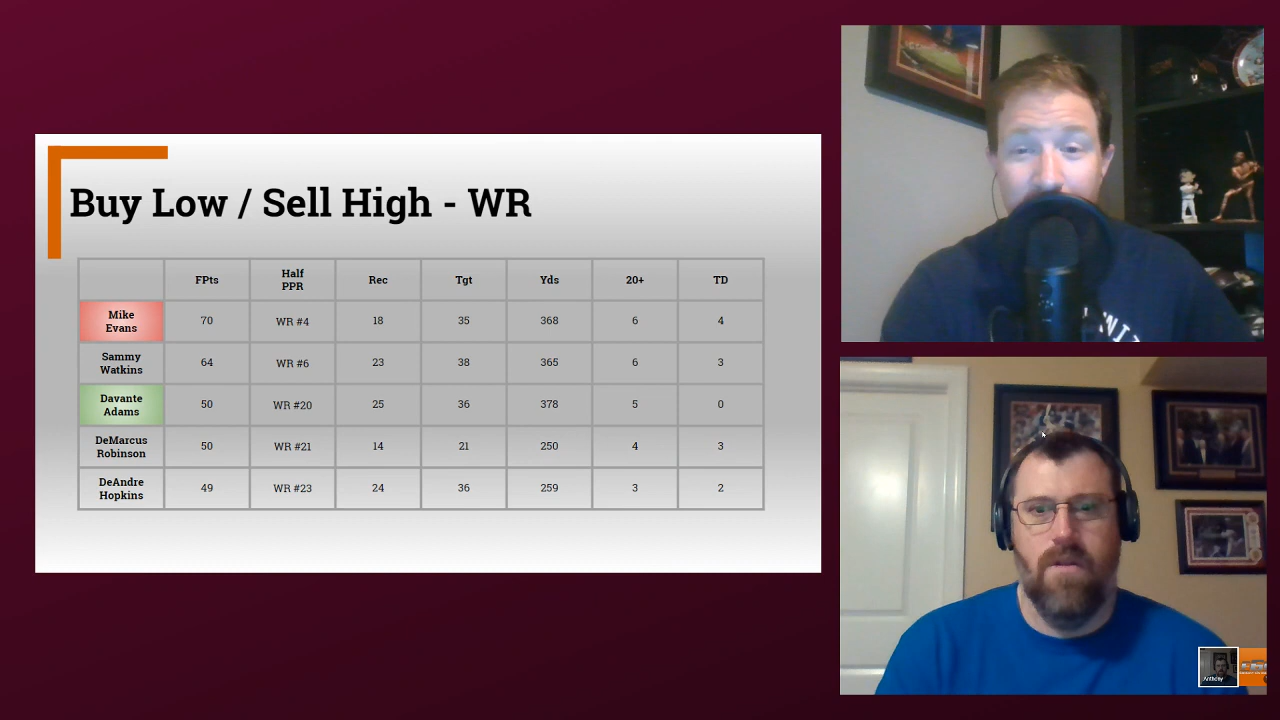 Buy Low / Sell High - WR
FPts Half PPR Rec Tgt Yds 20+ TD
Mike Evans 70 WR #4 18 35 368 6 4
Sammy Watkins 64 WR #6 23 38 365 6 3
Davante Adams 50 WR #20 25 36 378 5 0
DeMarcus Robinson 50 WR #21 14 21 250 4 3
DeAndre Hopkins 49 WR #23 24 36 259 3 2
Anthony